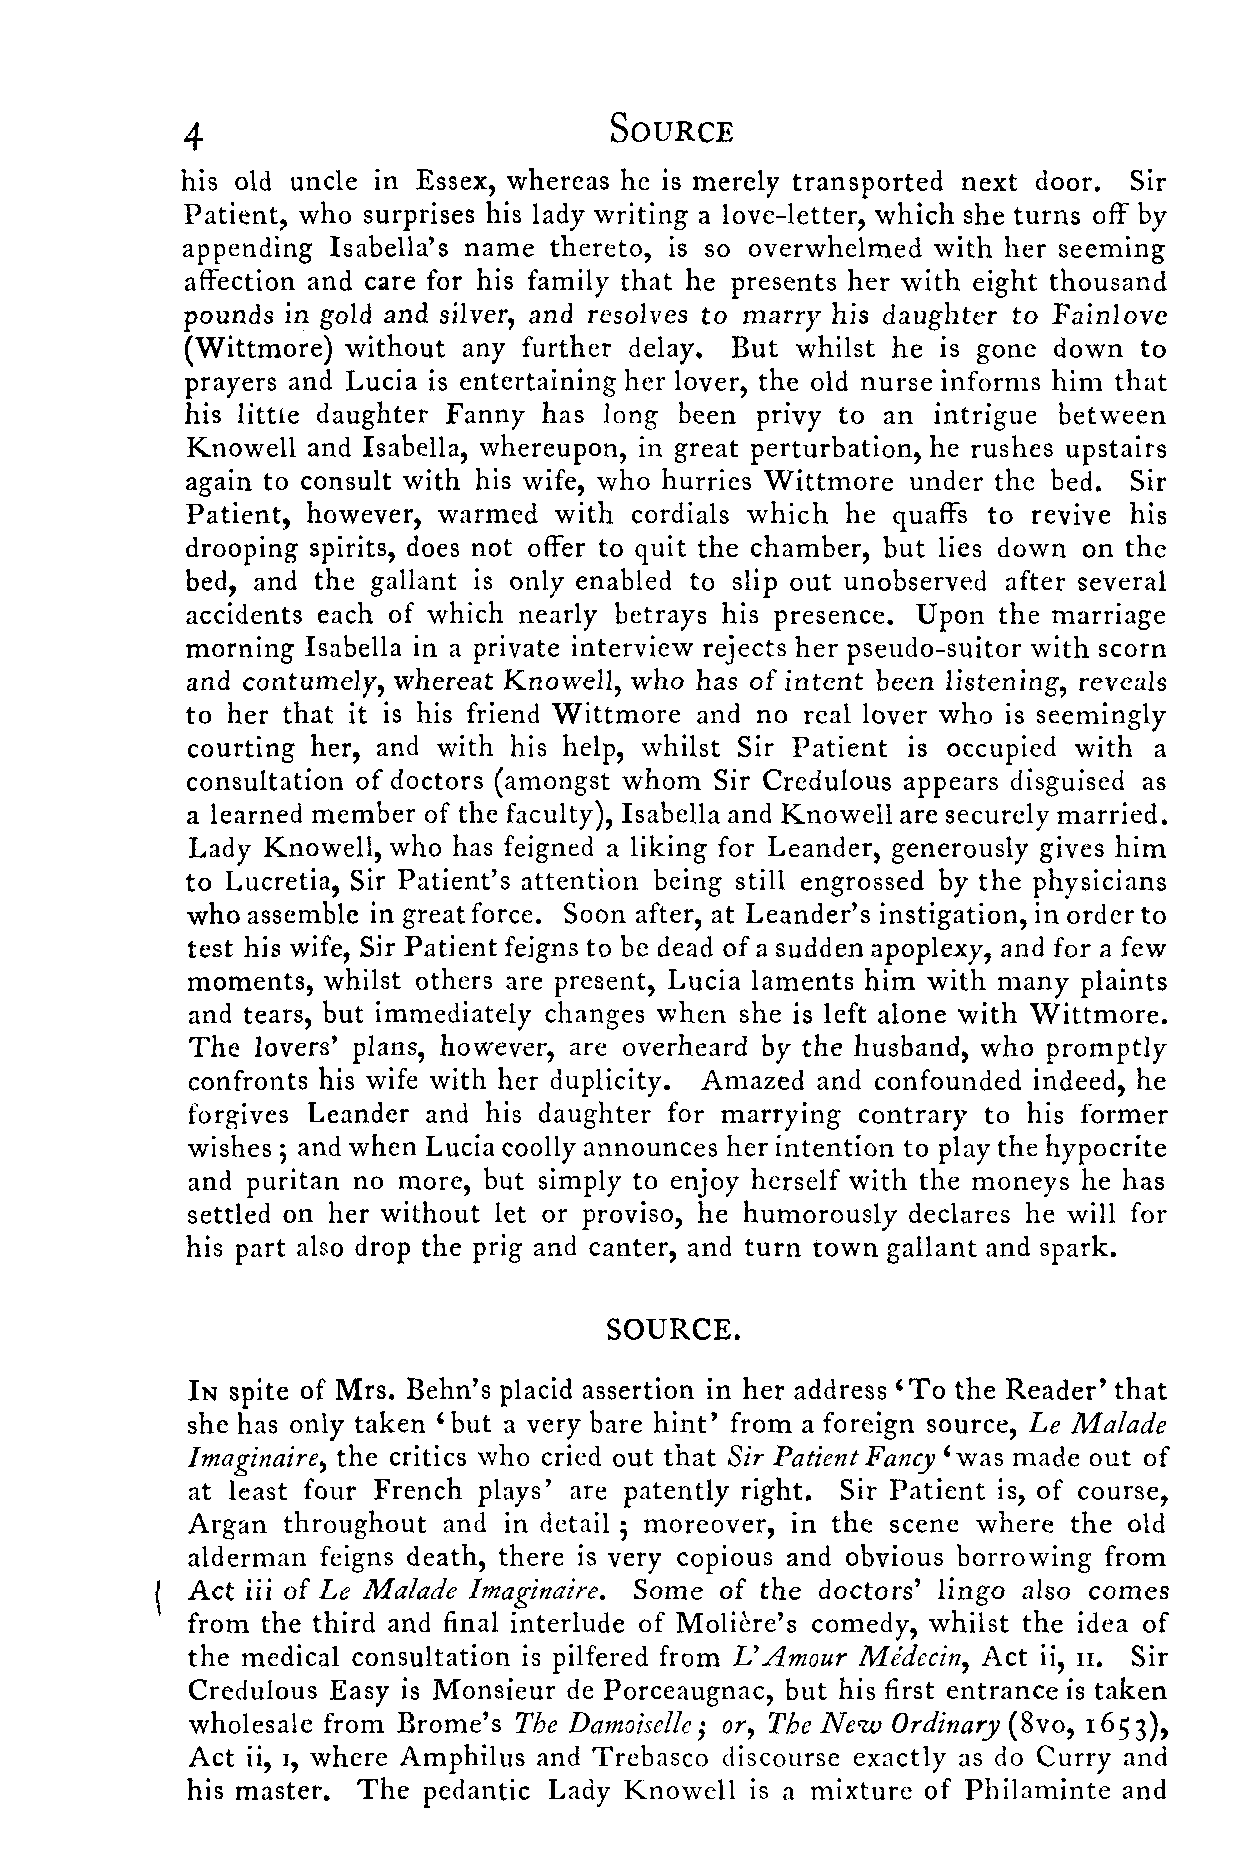 4 SOURCE
his old uncle in Essex, whereas he is merely transported next door. Sir
Patient, who surprises his lady writing a love-letter, which she turns off by
appending Isabella's name thereto, is so overwhelmed with her seeming
affection and care for his family that he presents her with eight thousand
pounds in gold and silver, and resolves to marry his daughter to Fainlove
(Wittmore) without any further delay. But whilst he is gone down to
prayers and Lucia is entertaining her lover, the old nurse informs him that
his little daughter Fanny has long been privy to an intrigue between
Knowell and Isabella, whereupon, in great perturbation, he rushes upstairs
again to consult with his wife, who hurries Wittmore under the bed. Sir
Patient, however, warmed with cordials which he quaffs to revive his
drooping spirits, does not offer to quit the chamber, but lies down on the
bed, and the gallant is only enabled to slip out unobserved after several
accidents each of which nearly betrays his presence. Upon the marriage
morning Isabella in a private interview rejects her pseudo-suitor with scorn
and contumely, whereat Knowell, who has of intent been listening, reveals
to her that it is his friend Wittmore and no real lover who is seemingly
courting her, and with his help, whilst Sir Patient is occupied with a
consultation of doctors (amongst whom Sir Credulous appears disguised as
a learned member of the faculty), Isabella and Knowell are securely married.
Lady Knowell, who has feigned a liking for Leander, generously gives him
to Lucretia, Sir Patient's attention being still engrossed by the physicians
who assemble in great force. Soon after, at Leander's instigation, in order to
test his wife, Sir Patient feigns to be dead of a sudden apoplexy, and for a few
moments, whilst others are present, Lucia laments him with many plaints
and tears, but immediately changes when she is left alone with Wittmore.
The lovers' plans, however, are overheard by the husband, who promptly
confronts his wife with her duplicity. Amazed and confounded indeed, he
forgives Leander and his daughter for marrying contrary to his former
wishes; and when Lucia coolly announces her intention to play the hypocrite
and puritan no more, but simply to enjoy herself with the moneys he has
settled on her without let or proviso, he humorously declares he will for
his part also drop the prig and canter, and turn town gallant and spark.
SOURCE.
IN spite of Mrs. Behn's placid assertion in her address 'To the Reader' that
she has only taken 'but a very bare hint' from a foreign source, Le Malade
Imaginaire, the critics who cried out that Sir Patient Fancy 'was made out of
at least four French plays' are patently right. Sir Patient is, of course,
Argan throughout and in detail; moreover, in the scene where the old
alderman feigns death, there is very copious and obvious borrowing from
Act iii of Le Malade Imaginaire. Some of the doctors' lingo also comes
from the third and final interlude of Molière's comedy, whilst the idea of
the medical consultation is pilfered from L'Amour Médecin, Act ii, II. Sir
Credulous Easy is Monsieur de Porceaugnac, but his first entrance is taken
wholesale from Brome's The Damoiselle; or, The New Ordinary (8vo, 1653),
Act ii, I, where Amphilus and Trebasco discourse exactly as do Curry and
his master. The pedantic Lady Knowell is a mixture of Philaminte and